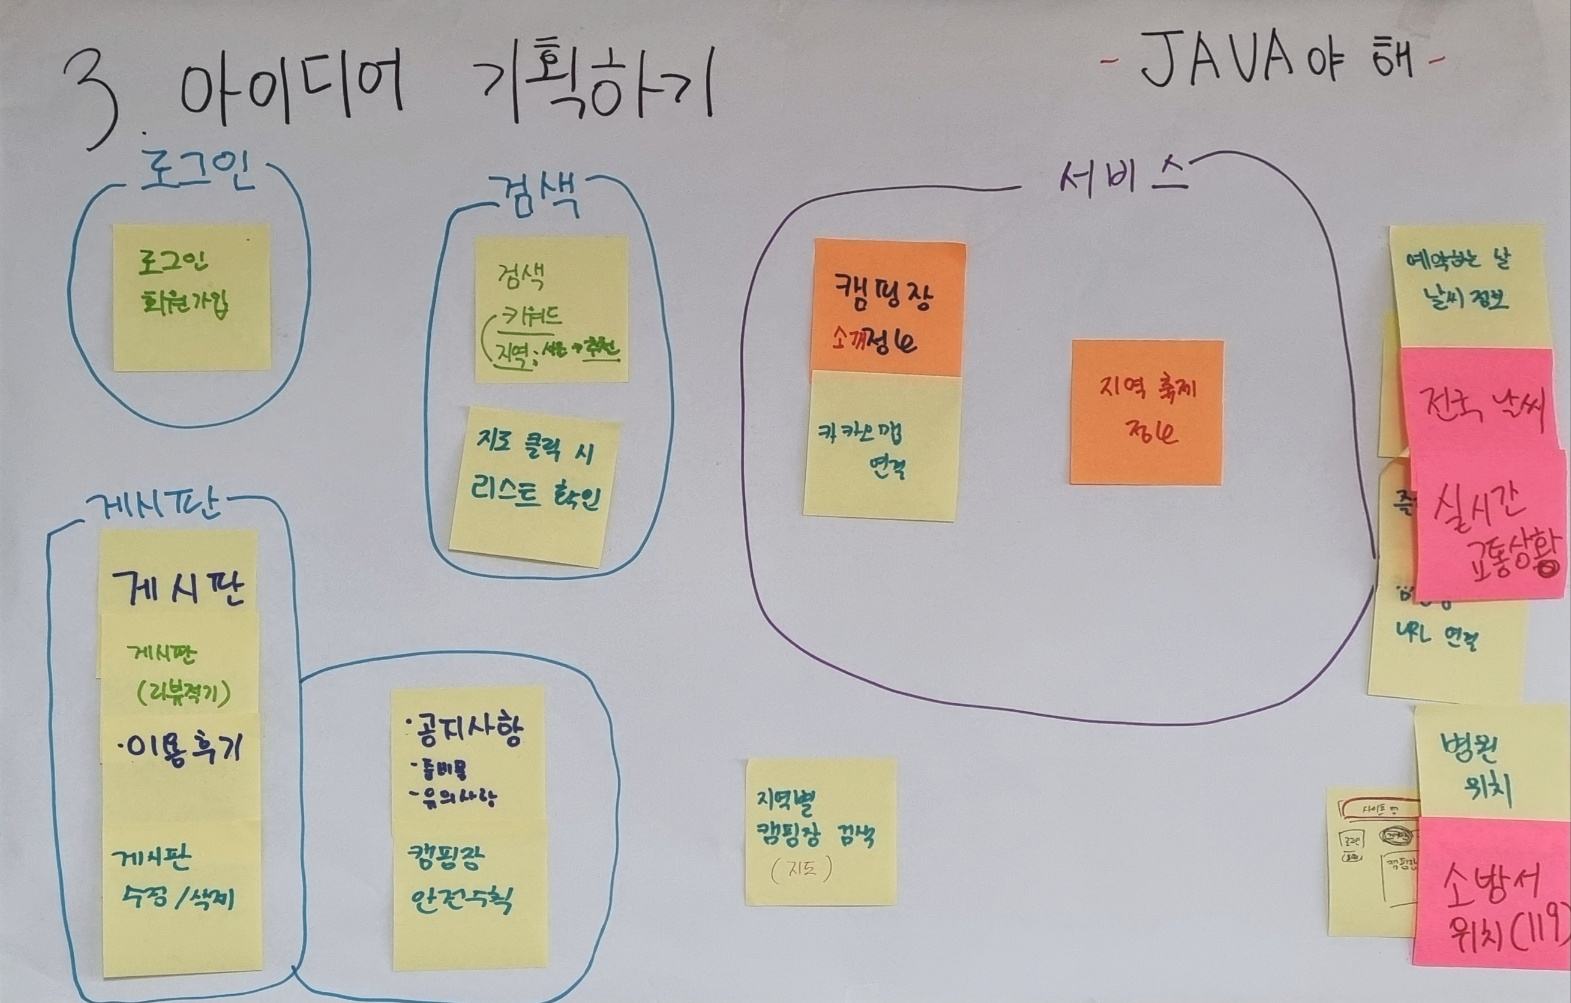 3. 아이디어 기획하기
- JAVA야 해 -
로그인
로그인
회원가입
검색
검색
키워드
지역: 서울 → 추천
지도 클릭 시
리스트 확인
서비스
캠핑장
소개정보
카카오맵
연결
지역 축제
정보
예약하는 날
날씨 정보
전국 날씨
실시간
교통상황
URL 연결
게시판
게시판
게시판
(리뷰적기)
·이용후기
게시판
수정/삭제
·공지사항
- 준비물
- 유의사항
캠핑장
안전수칙
지역별
캠핑장 검색
(지도)
병원
위치
소방서
위치(119)
사이트 명
캠핑장